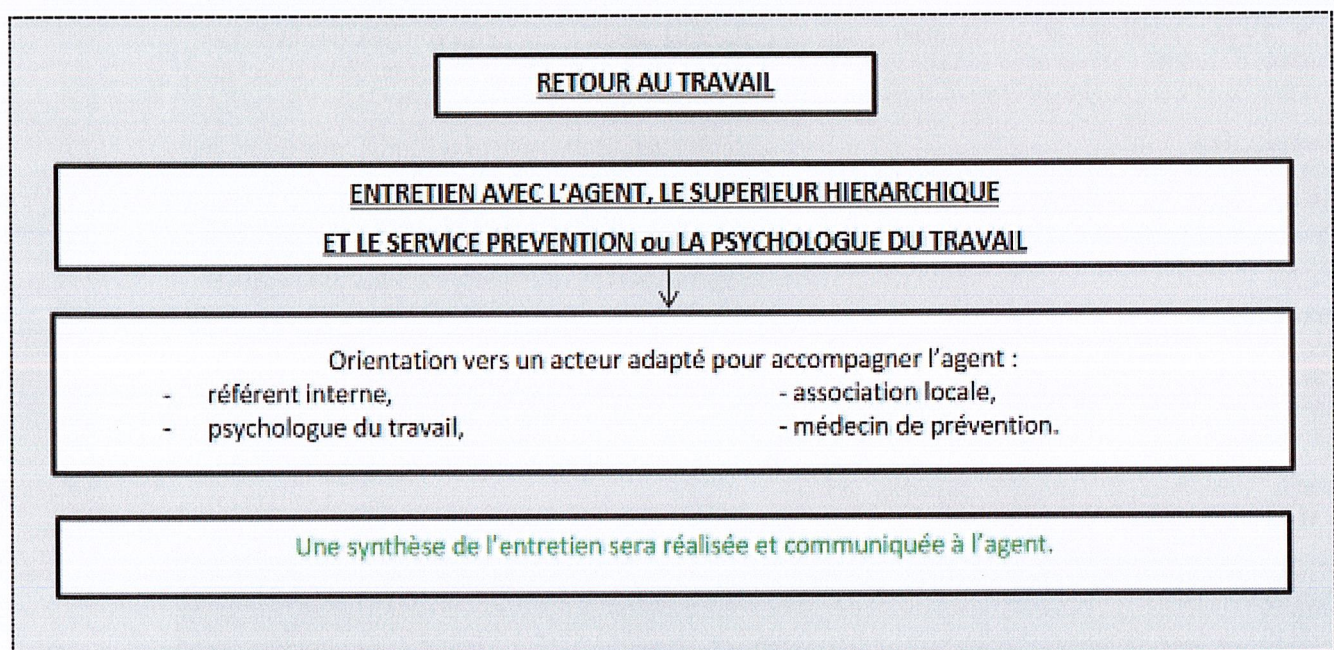 RETOUR AU TRAVAIL
ENTRETIEN AVEC L'AGENT, LE SUPERIEUR HIERARCHIQUE
ET LE SERVICE PREVENTION ou LA PSYCHOLOGUE DU TRAVAIL
Orientation vers un acteur adapté pour accompagner l'agent :
- référent interne, - association locale,
- psychologue du travail, - médecin de prévention.
Une synthèse de l'entretien sera réalisée et communiquée à l'agent.